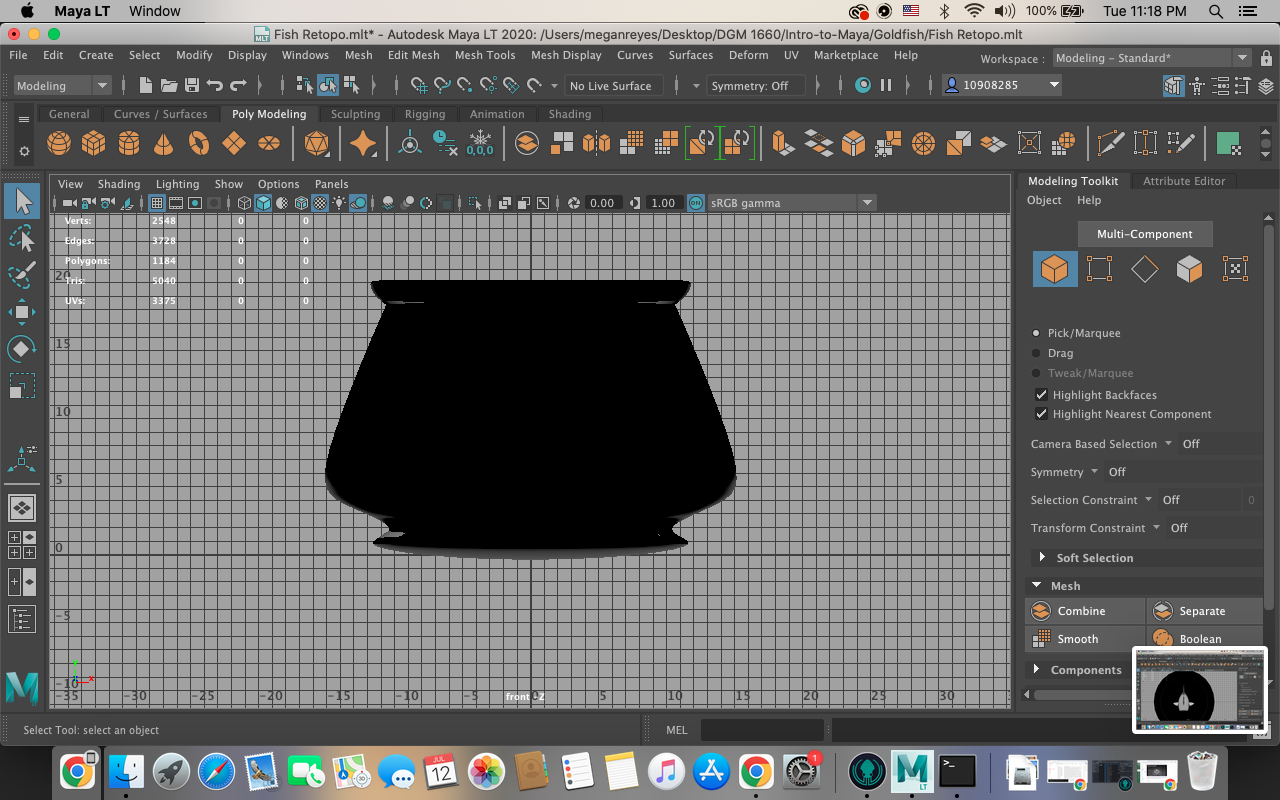 Maya LT Window 100% Tue 11:18 PM
Fish Retopo.mlt* - Autodesk Maya LT 2020: /Users/meganreyes/Desktop/DGM 1660/Intro-to-Maya/Goldfish/Fish Retopo.mlt
File Edit Create Select Modify Display Windows Mesh Edit Mesh Mesh Tools Mesh Display Curves Surfaces Deform UV Marketplace Help Workspace : Modeling - Standard*
Modeling No Live Surface Symmetry: Off 10908285
General Curves / Surfaces Poly Modeling Sculpting Rigging Animation Shading
0,0,0
View Shading Lighting Show Options Panels
0.00 1.00 ON sRGB gamma
Verts: 2548 0 0
Edges: 3728 0 0
Polygons: 1184 0 0
Tris: 5040 0 0
UVs: 3375 0 0
20
15
10
5
0
-5
-10
-35 -30 -25 -20 -15 -10 -5 0 5 10 15 20 25 30
front -Z
Y
Z X
Modeling Toolkit Attribute Editor
Object Help
Multi-Component
Pick/Marquee
Drag
Tweak/Marquee
Highlight Backfaces
Highlight Nearest Component
Camera Based Selection Off
Symmetry Off
Selection Constraint Off 0
Transform Constraint Off
Soft Selection
Mesh
Combine Separate
Smooth Boolean
Components
Select Tool: select an object MEL
JUL
12
1
M
LT
>_